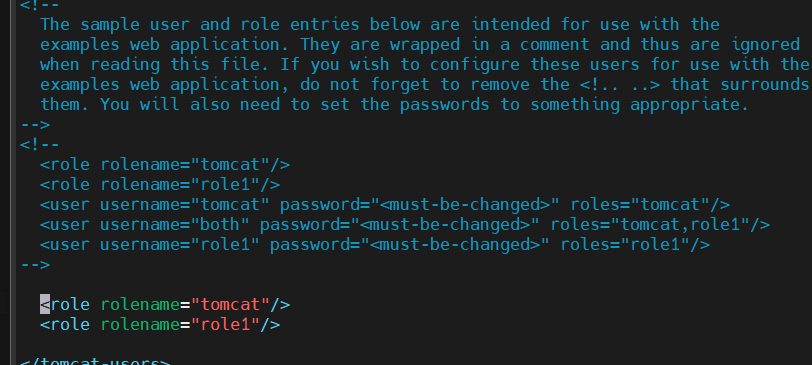 <!--
The sample user and role entries below are intended for use with the
examples web application. They are wrapped in a comment and thus are ignored
when reading this file. If you wish to configure these users for use with the
examples web application, do not forget to remove the <!.. ..> that surrounds
them. You will also need to set the passwords to something appropriate.
-->
<!--
<role rolename="tomcat"/>
<role rolename="role1"/>
<user username="tomcat" password="<must-be-changed>" roles="tomcat"/>
<user username="both" password="<must-be-changed>" roles="tomcat,role1"/>
<user username="role1" password="<must-be-changed>" roles="role1"/>
-->
<role rolename="tomcat"/>
<role rolename="role1"/>
</tomcat-users>